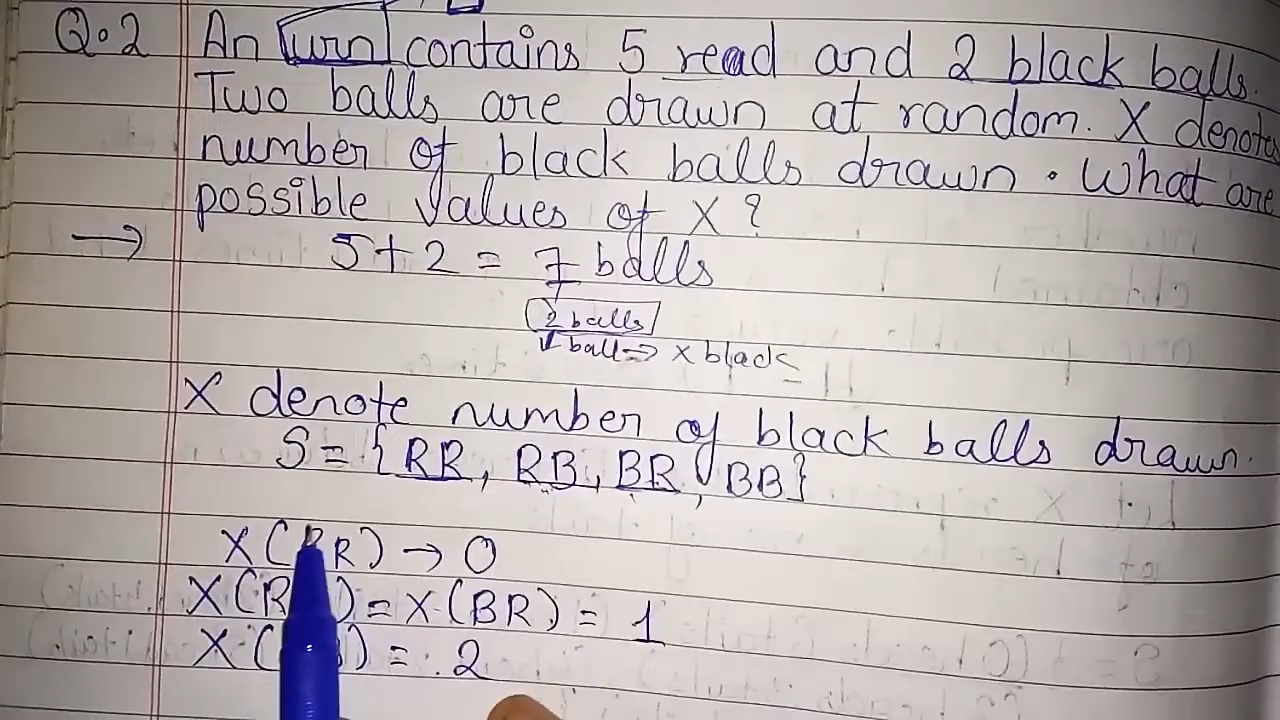 Q.2 An urn contains 5 read and 2 black balls.
Two balls are drawn at random. X denotes
number of black balls drawn. What are
possible values of X?
→ 5+2 = 7 balls
2 balls
ball → x black
X denote number of black balls drawn.
S = {RR, RB, BR, BB}
X(RR) → 0
X(R ) = X(BR) = 1
X( ) = 2